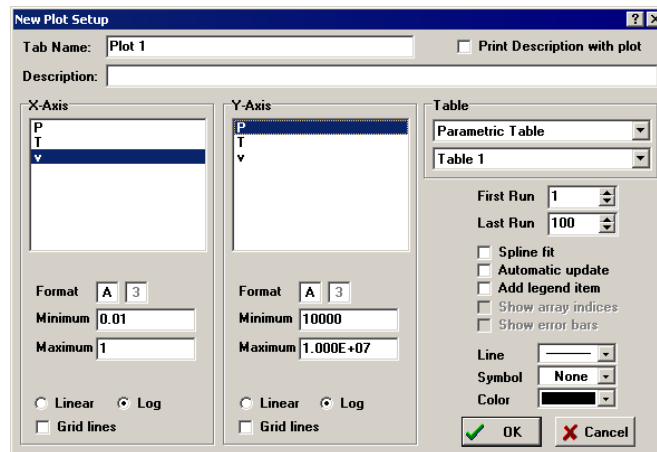 New Plot Setup
Tab Name: Plot 1
Print Description with plot
Description:
X-Axis
P
T
v
Format A 3
Minimum 0.01
Maximum 1
Linear Log
Grid lines
Y-Axis
P
T
v
Format A 3
Minimum 10000
Maximum 1.000E+07
Linear Log
Grid lines
Table
Parametric Table
Table 1
First Run 1
Last Run 100
Spline fit
Automatic update
Add legend item
Show array indices
Show error bars
Line
Symbol None
Color
OK Cancel